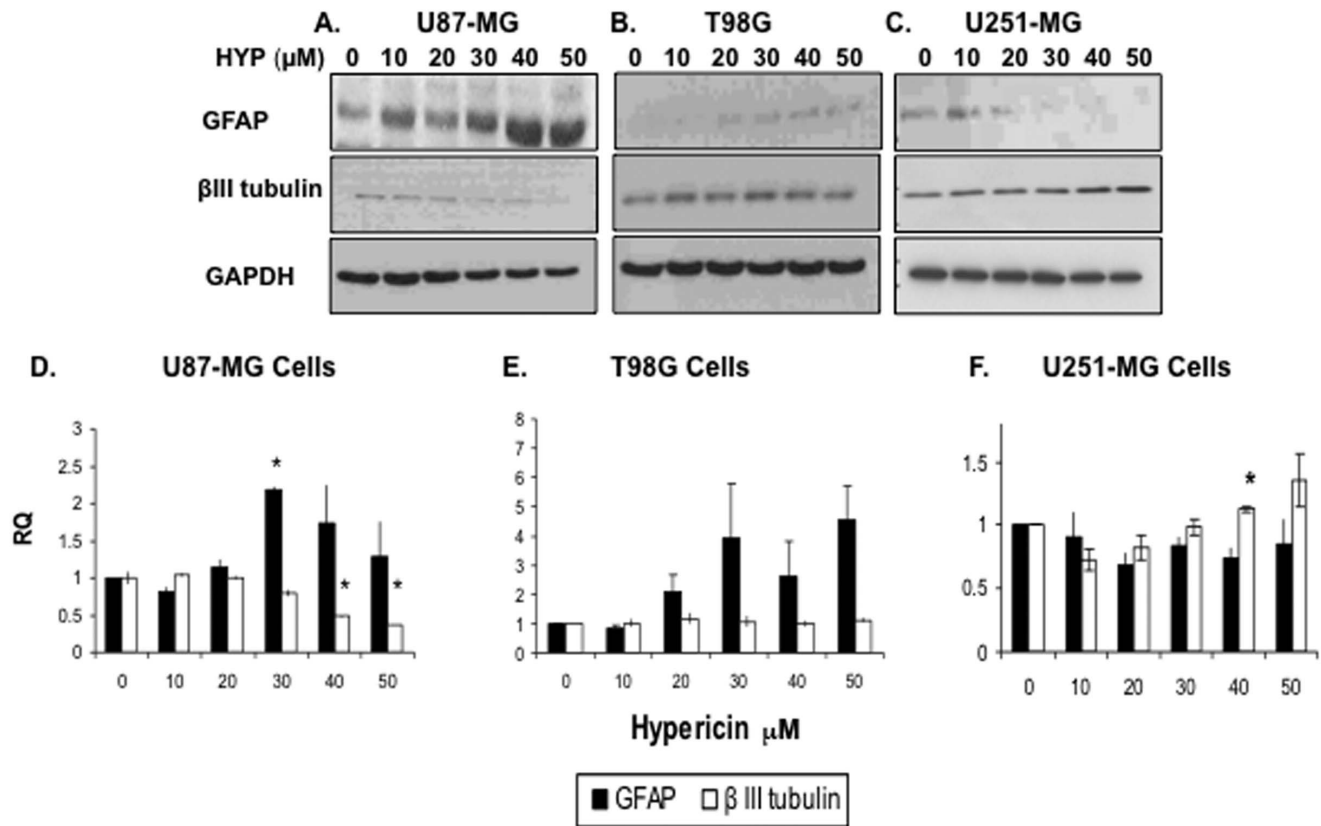 A. U87-MG B. T98G C. U251-MG
HYP (µM) 0 10 20 30 40 50 0 10 20 30 40 50 0 10 20 30 40 50
GFAP
βIII tubulin
GAPDH
D. U87-MG Cells E. T98G Cells F. U251-MG Cells
RQ
3
2.5
2
1.5
1
0.5
0
*
*
*
0 10 20 30 40 50
8
7
6
5
4
3
2
1
0
0 10 20 30 40 50
1.5
1
0.5
0
*
0 10 20 30 40 50
Hypericin µM
GFAP β III tubulin